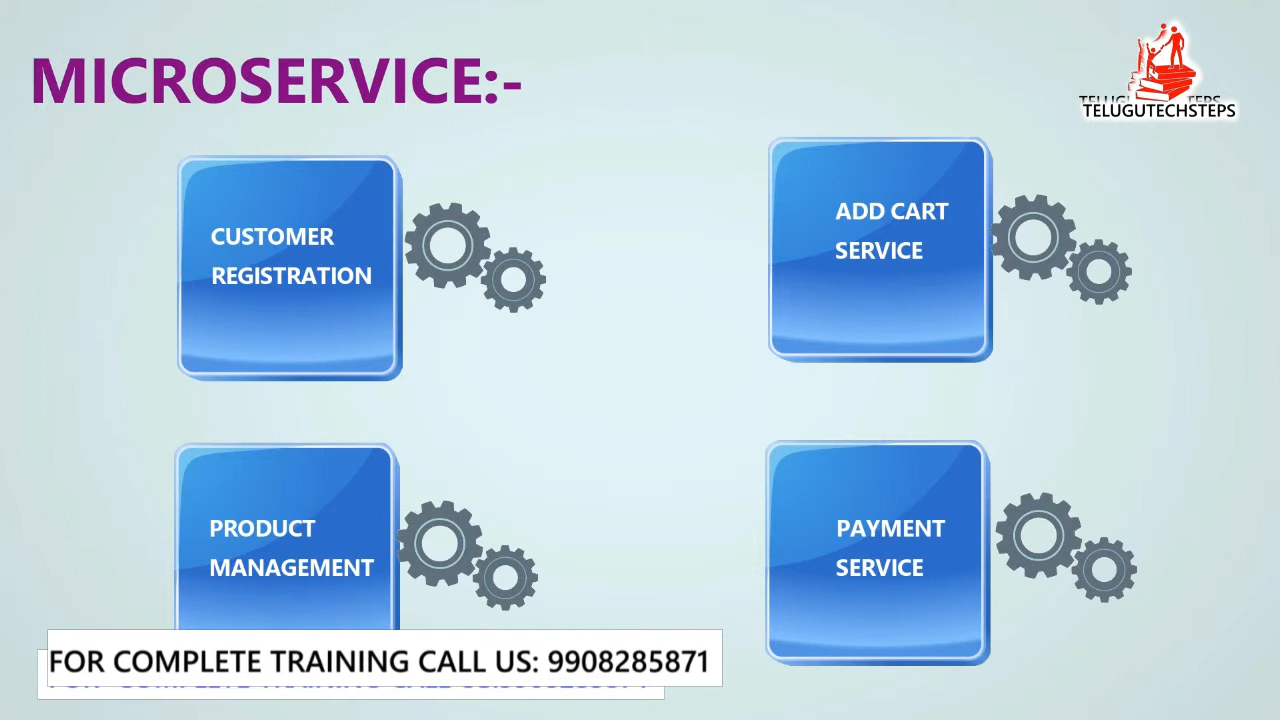 MICROSERVICE:-
TELUGUTECHSTEPS
CUSTOMER
REGISTRATION
ADD CART
SERVICE
PRODUCT
MANAGEMENT
PAYMENT
SERVICE
FOR COMPLETE TRAINING CALL US: 9908285871